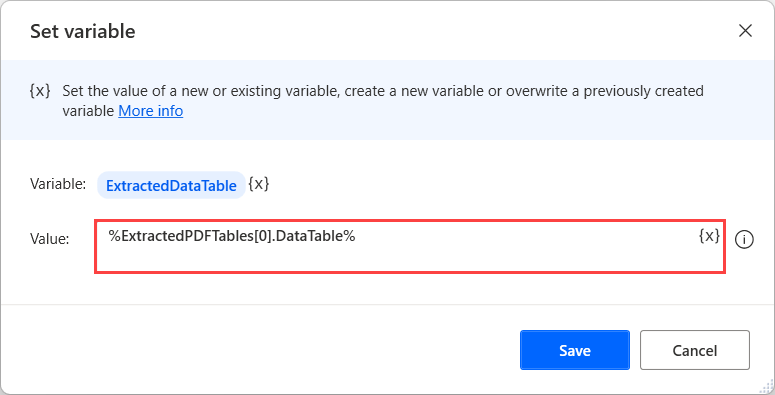 Set variable
{x} Set the value of a new or existing variable, create a new variable or overwrite a previously created
variable More info
Variable: ExtractedDataTable {x}
Value: %ExtractedPDFTables[0].DataTable% {x}
Save Cancel